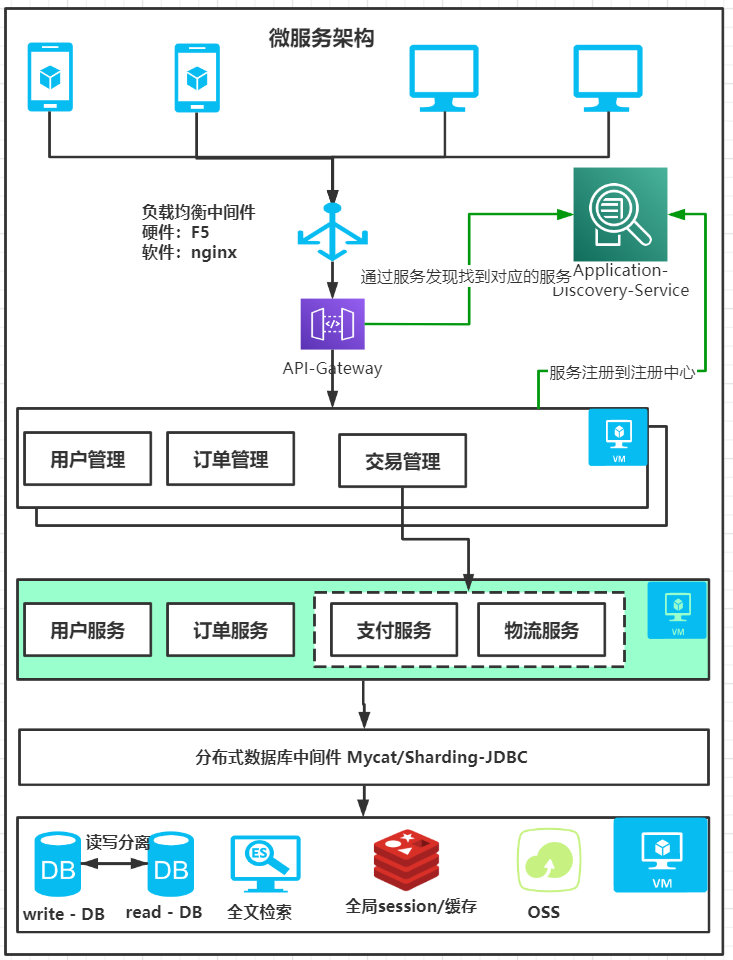 微服务架构
负载均衡中间件
硬件：F5
软件：nginx
通过服务发现找到对应的服务
Application-
Discovery-Service
API-Gateway
服务注册到注册中心
用户管理
订单管理
交易管理
VM
用户服务
订单服务
支付服务
物流服务
VM
分布式数据库中间件 Mycat/Sharding-JDBC
DB
读写分离
DB
ES
VM
write - DB
read - DB
全文检索
全局session/缓存
OSS